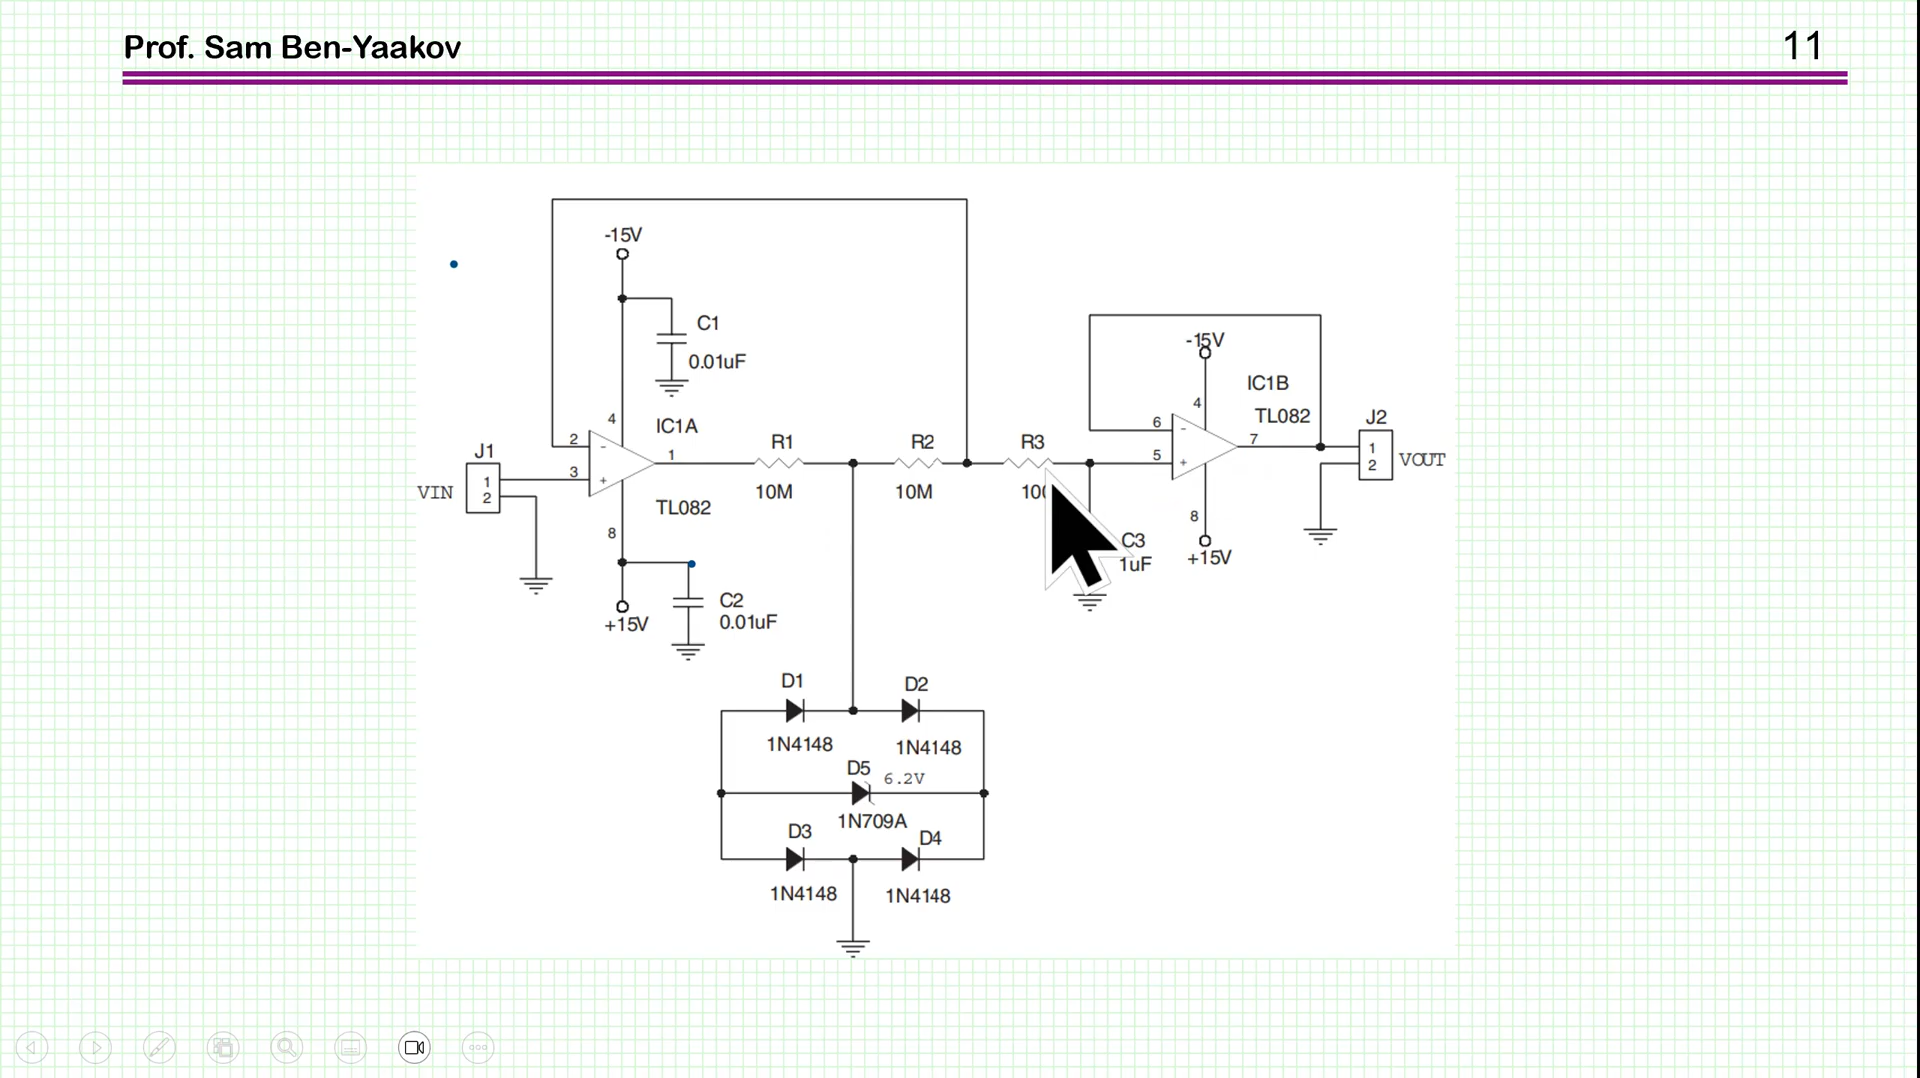 Prof. Sam Ben-Yaakov
11
-15V
C1
0.01uF
-15V
4
IC1B
TL082
4
IC1A
2
-
3
+
1
TL082
8
J1
VIN
1
2
R1
10M
R2
10M
R3
6
-
5
+
7
J2
1
2
VOUT
8
+15V
C3
1uF
+15V
C2
0.01uF
D1
1N4148
D2
1N4148
D5
6.2V
1N709A
D3
1N4148
D4
1N4148